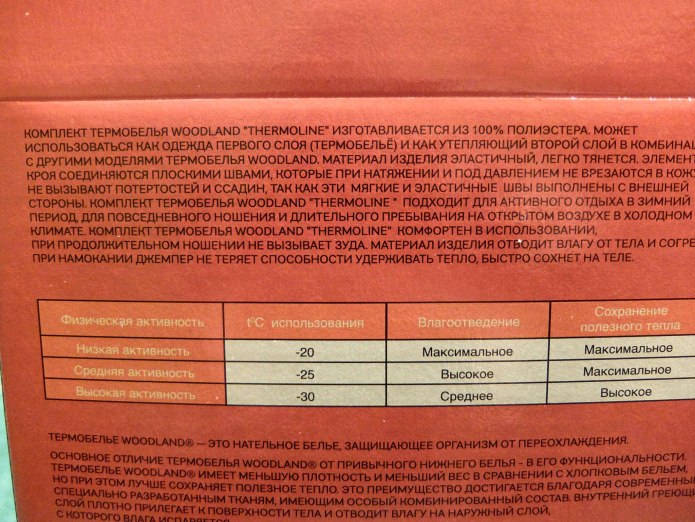 КОМПЛЕКТ ТЕРМОБЕЛЬЯ WOODLAND "THERMOLINE" ИЗГОТАВЛИВАЕТСЯ ИЗ 100% ПОЛИЭСТЕРА. МОЖЕТ
ИСПОЛЬЗОВАТЬСЯ КАК ОДЕЖДА ПЕРВОГО СЛОЯ (ТЕРМОБЕЛЬЁ) И КАК УТЕПЛЯЮЩИЙ ВТОРОЙ СЛОЙ В КОМБИНАЦ
С ДРУГИМИ МОДЕЛЯМИ ТЕРМОБЕЛЬЯ WOODLAND. МАТЕРИАЛ ИЗДЕЛИЯ ЭЛАСТИЧНЫЙ, ЛЕГКО ТЯНЕТСЯ. ЭЛЕМЕНТ
КРОЯ СОЕДИНЯЮТСЯ ПЛОСКИМИ ШВАМИ, КОТОРЫЕ ПРИ НАТЯЖЕНИИ И ПОД ДАВЛЕНИЕМ НЕ ВРЕЗАЮТСЯ В КОЖУ
НЕ ВЫЗЫВАЮТ ПОТЕРТОСТЕЙ И ССАДИН, ТАК КАК ЭТИ МЯГКИЕ И ЭЛАСТИЧНЫЕ ШВЫ ВЫПОЛНЕНЫ С ВНЕШНЕЙ
СТОРОНЫ. КОМПЛЕКТ ТЕРМОБЕЛЬЯ WOODLAND "THERMOLINE" ПОДХОДИТ ДЛЯ АКТИВНОГО ОТДЫХА В ЗИМНИЙ
ПЕРИОД, ДЛЯ ПОВСЕДНЕВНОГО НОШЕНИЯ И ДЛИТЕЛЬНОГО ПРЕБЫВАНИЯ НА ОТКРЫТОМ ВОЗДУХЕ В ХОЛОДНОМ
КЛИМАТЕ. КОМПЛЕКТ ТЕРМОБЕЛЬЯ WOODLAND "THERMOLINE" КОМФОРТЕН В ИСПОЛЬЗОВАНИИ,
ПРИ ПРОДОЛЖИТЕЛЬНОМ НОШЕНИИ НЕ ВЫЗЫВАЕТ ЗУДА. МАТЕРИАЛ ИЗДЕЛИЯ ОТВОДИТ ВЛАГУ ОТ ТЕЛА И СОГРЕ
ПРИ НАМОКАНИИ ДЖЕМПЕР НЕ ТЕРЯЕТ СПОСОБНОСТИ УДЕРЖИВАТЬ ТЕПЛО, БЫСТРО СОХНЕТ НА ТЕЛЕ.
Физическая активность t⁰C использования Влагоотведение Сохранение полезного тепла
Низкая активность -20 Максимальное Максимальное
Средняя активность -25 Высокое Максимальное
Высокая активность -30 Среднее Высокое
ТЕРМОБЕЛЬЕ WOODLAND® — ЭТО НАТЕЛЬНОЕ БЕЛЬЕ, ЗАЩИЩАЮЩЕЕ ОРГАНИЗМ ОТ ПЕРЕОХЛАЖДЕНИЯ.
ОСНОВНОЕ ОТЛИЧИЕ ТЕРМОБЕЛЬЯ WOODLAND® ОТ ПРИВЫЧНОГО НИЖНЕГО БЕЛЬЯ - В ЕГО ФУНКЦИОНАЛЬНОСТИ.
ТЕРМОБЕЛЬЕ WOODLAND® ИМЕЕТ МЕНЬШУЮ ПЛОТНОСТЬ И МЕНЬШИЙ ВЕС В СРАВНЕНИИ С ХЛОПКОВЫМ БЕЛЬЕМ,
НО ПРИ ЭТОМ ЛУЧШЕ СОХРАНЯЕТ ПОЛЕЗНОЕ ТЕПЛО. ЭТО ПРЕИМУЩЕСТВО ДОСТИГАЕТСЯ БЛАГОДАРЯ СОВРЕМЕННЫ
СПЕЦИАЛЬНО РАЗРАБОТАННЫМ ТКАНЯМ, ИМЕЮЩИМ ОСОБЫЙ КОМБИНИРОВАННЫЙ СОСТАВ. ВНУТРЕННИЙ ГРЕЮЩ
СЛОЙ ПЛОТНО ПРИЛЕГАЕТ К ПОВЕРХНОСТИ ТЕЛА И ОТВОДИТ ВЛАГУ НА НАРУЖНЫЙ СЛОЙ,
С КОТОРОГО ВЛАГА ИСПАРЯЕТСЯ